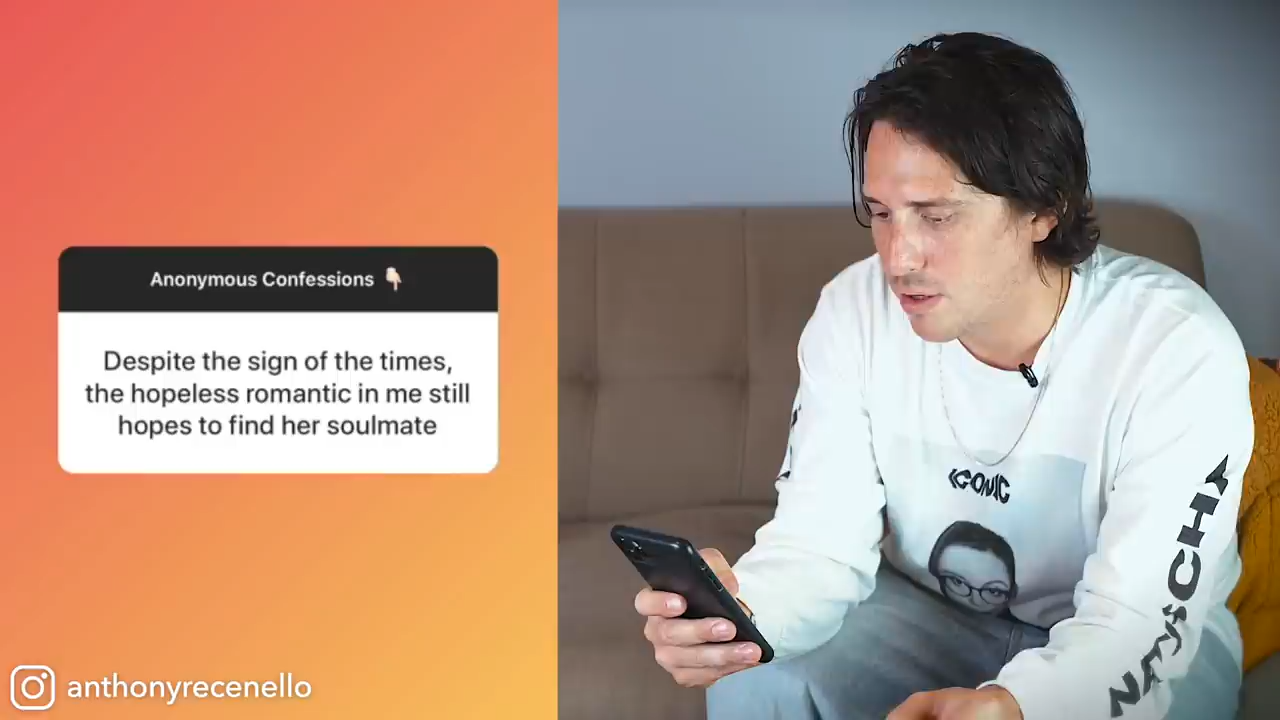 Anonymous Confessions 👇🏻
Despite the sign of the times,
the hopeless romantic in me still
hopes to find her soulmate
anthonyrecenello
ICONIC